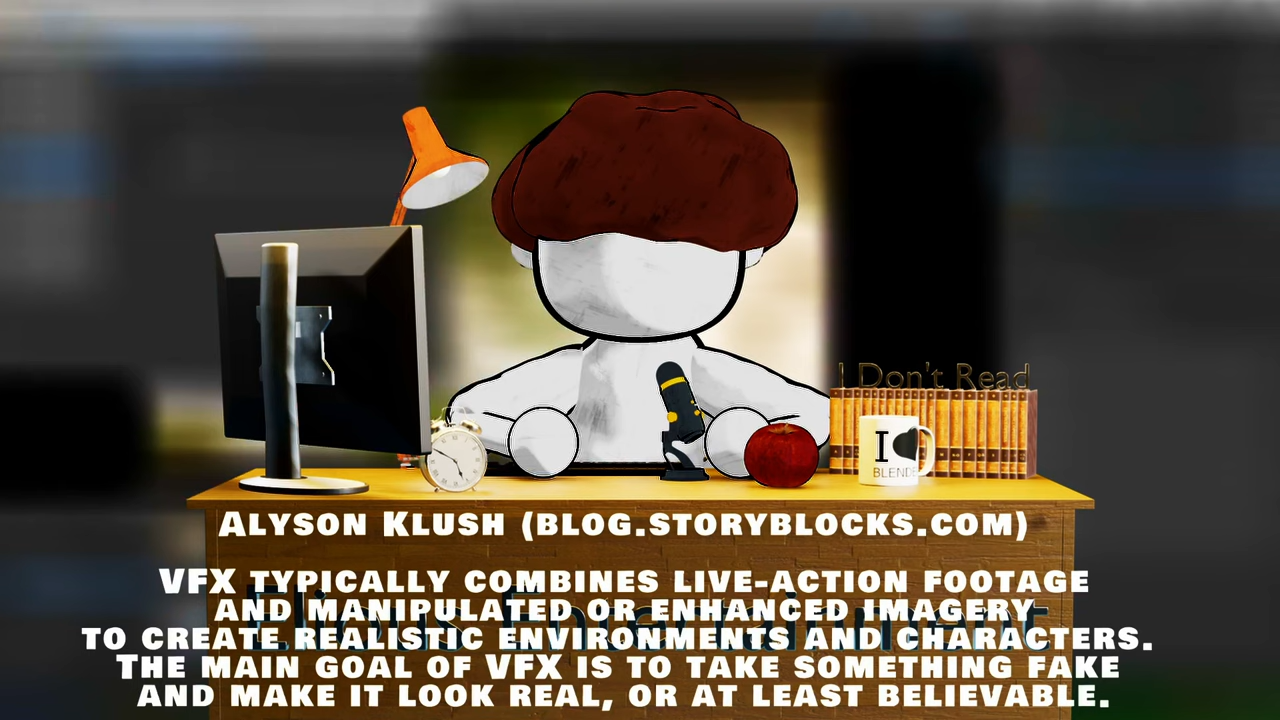 I Don't Read
I
BLENDE
Alyson Klush (blog.storyblocks.com)
VFX typically combines live-action footage
and manipulated or enhanced imagery
to create realistic environments and characters.
The main goal of VFX is to take something fake
and make it look real, or at least believable.